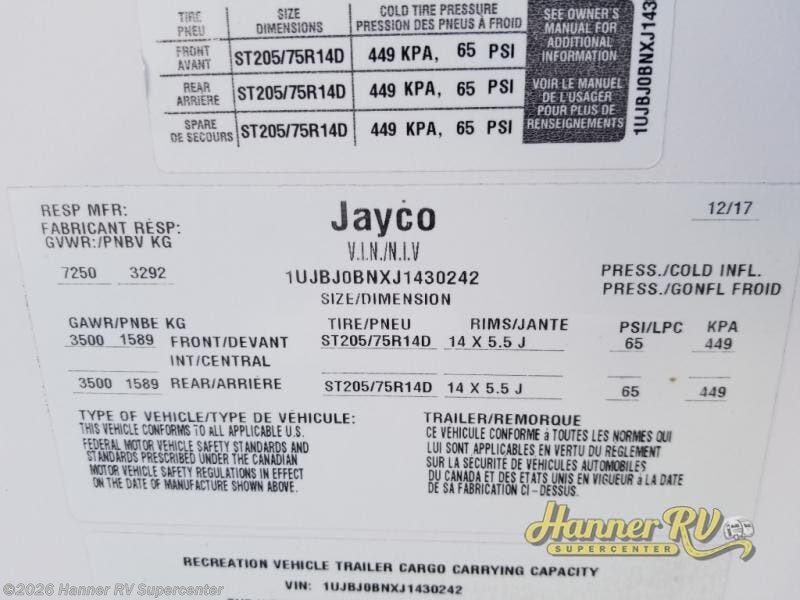 TIRE SIZE COLD TIRE PRESSURE
PNEU DIMENSIONS PRESSION DES PNEUS À FROID
FRONT
AVANT ST205/75R14D 449 KPA, 65 PSI
REAR
ARRIÈRE ST205/75R14D 449 KPA, 65 PSI
SPARE
DE SECOURS ST205/75R14D 449 KPA, 65 PSI
SEE OWNER'S
MANUAL FOR
ADDITIONAL
INFORMATION
VOIR LE MANUEL
DE L'USAGER
POUR PLUS DE
RENSEIGNEMENTS
1UJBJ0BNXJ143
RESP MFR: Jayco 12/17
FABRICANT RESP:
GVWR:/PNBV KG V.I.N./N.I.V
7250 3292 1UJBJ0BNXJ1430242 PRESS./COLD INFL.
SIZE/DIMENSION PRESS./GONFL FROID
GAWR/PNBE KG TIRE/PNEU RIMS/JANTE PSI/LPC KPA
3500 1589 FRONT/DEVANT ST205/75R14D 14 X 5.5 J 65 449
INT/CENTRAL
3500 1589 REAR/ARRIÈRE ST205/75R14D 14 X 5.5 J 65 449
TYPE OF VEHICLE/TYPE DE VÉHICULE: TRAILER/REMORQUE
THIS VEHICLE CONFORMS TO ALL APPLICABLE U.S.
FEDERAL MOTOR VEHICLE SAFETY STANDARDS AND
STANDARDS PRESCRIBED UNDER THE CANADIAN
MOTOR VEHICLE SAFETY REGULATIONS IN EFFECT
ON THE DATE OF MANUFACTURE SHOWN ABOVE.
CE VEHICULE CONFORME à TOUTES LES NORMES QUI
LUI SONT APPLICABLES EN VERTU DU RÈGLEMENT
SUR LA SECURITE DE VEHICULES AUTOMOBILES
DU CANADA ET DES ETATS UNIS EN VIGUEUR à LA DATE
DE SA FABRICATION CI-DESSUS.
Hanner RV
SUPERCENTER
RECREATION VEHICLE TRAILER CARGO CARRYING CAPACITY
VIN: 1UJBJ0BNXJ1430242
©2026 Hanner RV Supercenter